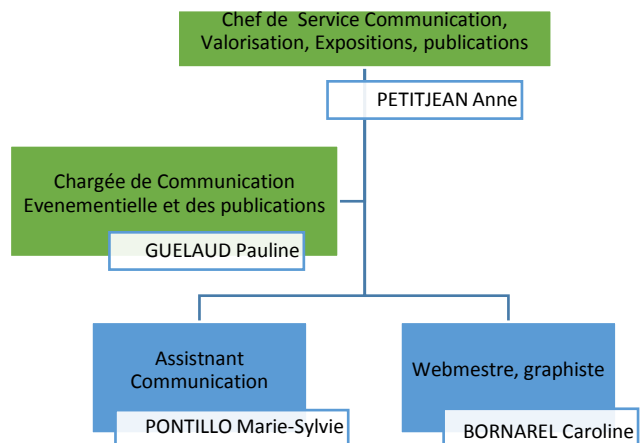 Chef de Service Communication,
Valorisation, Expositions, publications
PETITJEAN Anne
Chargée de Communication
Evenementielle et des publications
GUELAUD Pauline
Assistnant
Communication
PONTILLO Marie-Sylvie
Webmestre, graphiste
BORNAREL Caroline